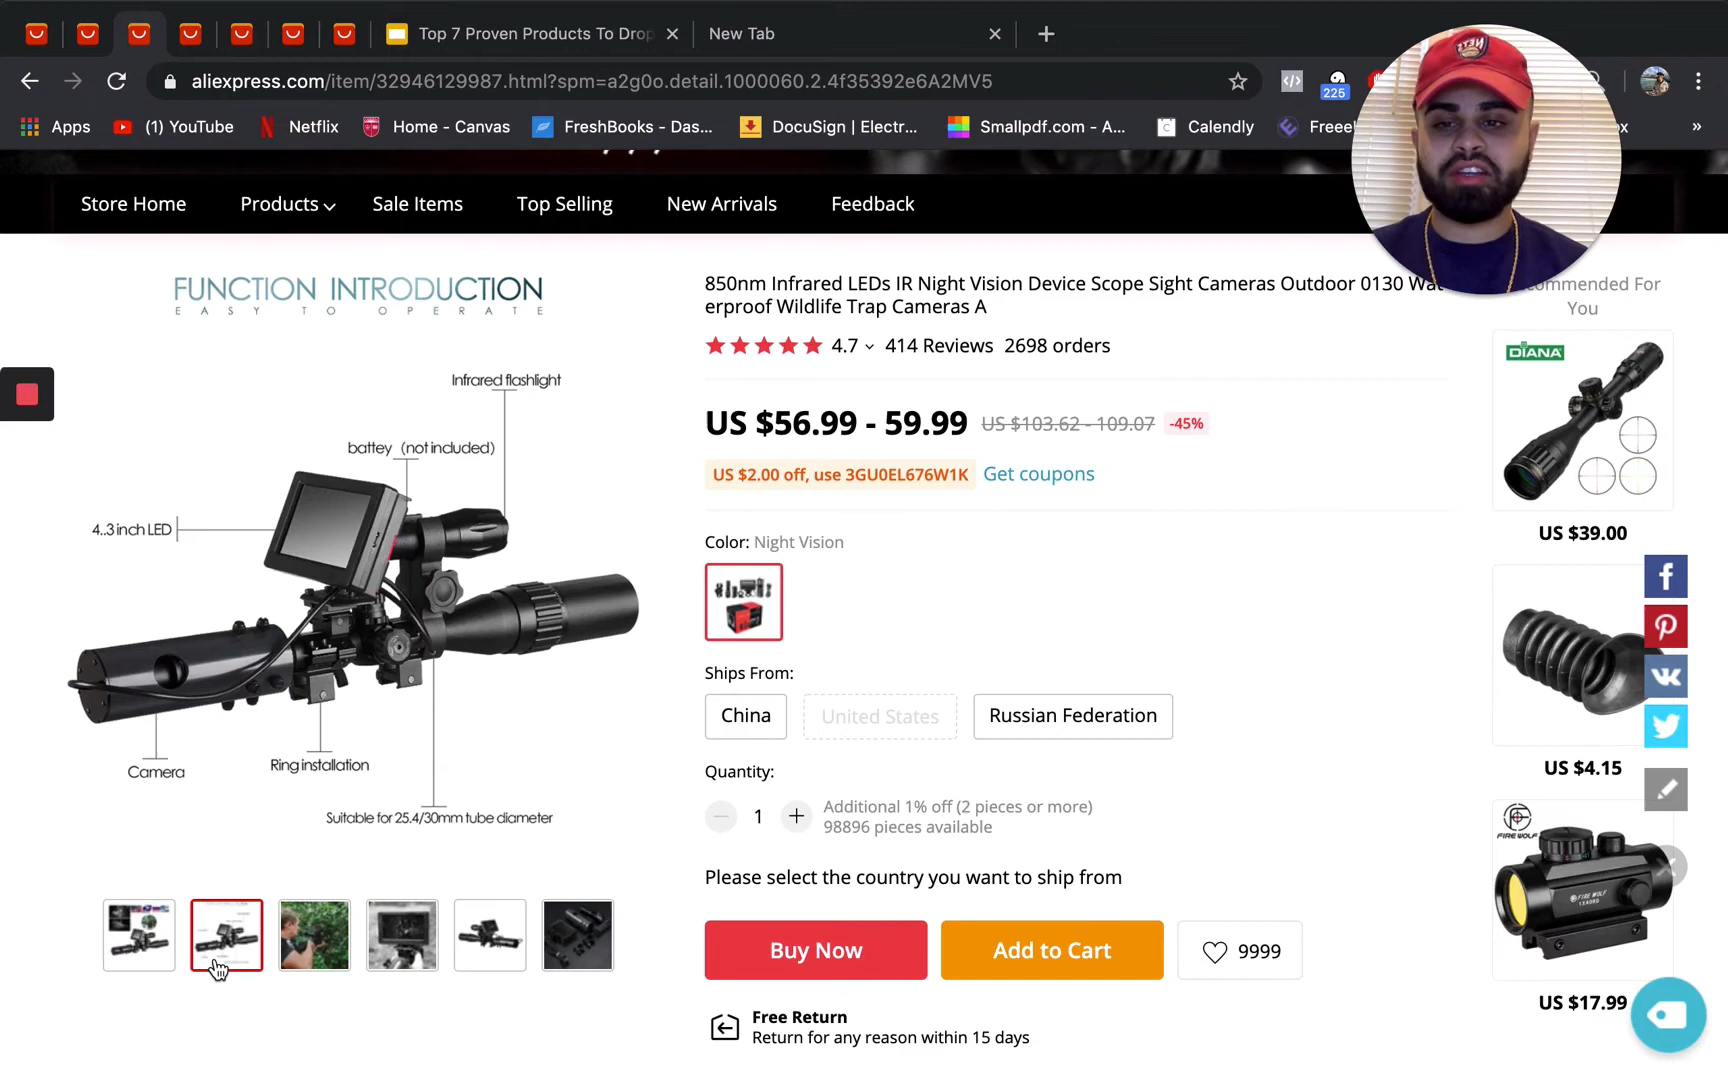 Top 7 Proven Products To Drop
New Tab
aliexpress.com/item/32946129987.html?spm=a2g0o.detail.1000060.2.4f35392e6A2MV5
225
Apps
(1) YouTube
Netflix
Home - Canvas
FreshBooks - Das...
DocuSign | Electr...
Smallpdf.com - A...
Calendly
»
NETS
Store Home
Products
Sale Items
Top Selling
New Arrivals
Feedback
FUNCTION INTRODUCTION
EASY TO OPERATE
Infrared flashlight
battey (not included)
4..3 inch LED
Camera
Ring installation
Suitable for 25.4/30mm tube diameter
850nm Infrared LEDs IR Night Vision Device Scope Sight Cameras Outdoor 0130 Wat
erproof Wildlife Trap Cameras A
4.7
414 Reviews
2698 orders
US $56.99 - 59.99
US $103.62 - 109.07
-45%
US $2.00 off, use 3GU0EL676W1K
Get coupons
Color: Night Vision
Ships From:
China
United States
Russian Federation
Quantity:
1
Additional 1% off (2 pieces or more)
98896 pieces available
Please select the country you want to ship from
Buy Now
Add to Cart
9999
Free Return
Return for any reason within 15 days
For
You
DIANA
US $39.00
US $4.15
FIRE WOLF
US $17.99